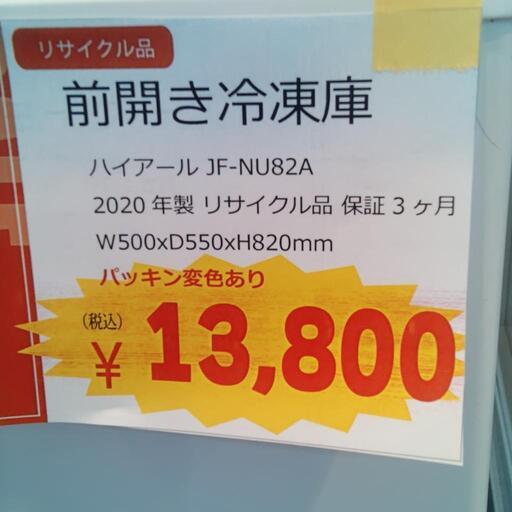 リサイクル品
前開き冷凍庫
ハイアール JF-NU82A
2020 年製 リサイクル品 保証 3 ヶ月
W500xD550xH820mm
パッキン変色あり
(税込)
¥ 13,800